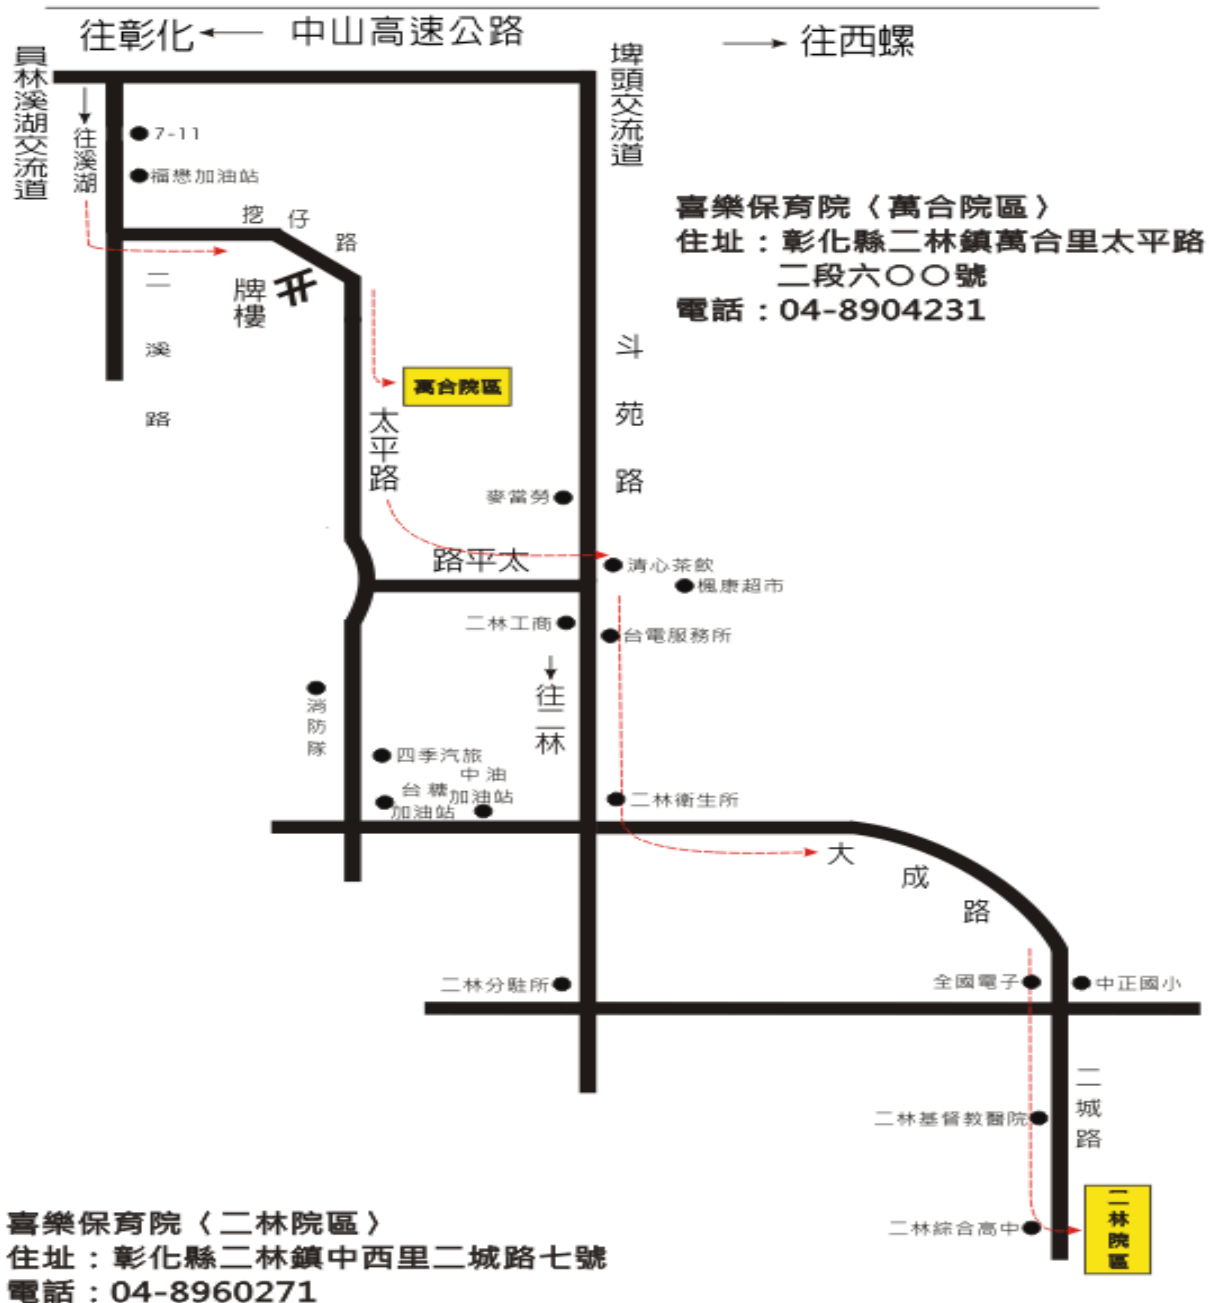 往彰化
中山高速公路
往西螺
員林溪湖交流道
埤頭交流道
往溪湖
7-11
福懋加油站
挖仔路
二溪路
牌樓
喜樂保育院〈萬合院區〉
住址：彰化縣二林鎮萬合里太平路
二段六〇〇號
電話：04-8904231
斗苑路
萬合院區
太平路
麥當勞
路平太
清心茶飲
楓康超市
二林工商
台電服務所
往二林
消防隊
四季汽旅
中油
加油站
台糖
加油站
二林衛生所
大成路
二林分駐所
全國電子
中正國小
二城路
二林基督教醫院
二林綜合高中
二林院區
喜樂保育院〈二林院區〉
住址：彰化縣二林鎮中西里二城路七號
電話：04-8960271